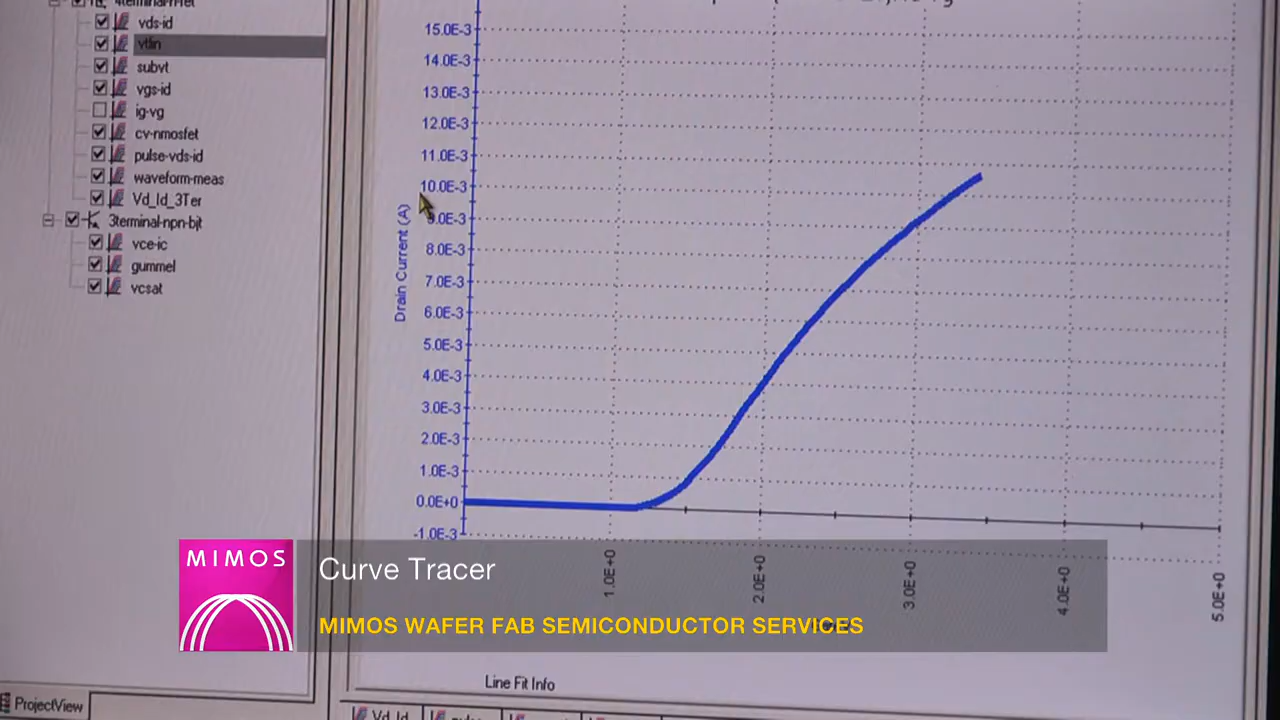 4terminal-n-fet
vds-id
vtlin
subvt
vgs-id
ig-vg
cv-nmosfet
pulse-vds-id
waveform-meas
Vd_Id_3Ter
3terminal-npn-bjt
vce-ic
gummel
vcsat
ProjectView
15.0E-3
14.0E-3
13.0E-3
12.0E-3
11.0E-3
10.0E-3
9.0E-3
8.0E-3
7.0E-3
6.0E-3
5.0E-3
4.0E-3
3.0E-3
2.0E-3
1.0E-3
0.0E+0
-1.0E-3
Drain Current (A)
1.0E+0
2.0E+0
3.0E+0
4.0E+0
5.0E+0
MIMOS
Curve Tracer
MIMOS WAFER FAB SEMICONDUCTOR SERVICES
Line Fit Info
Vd_Id